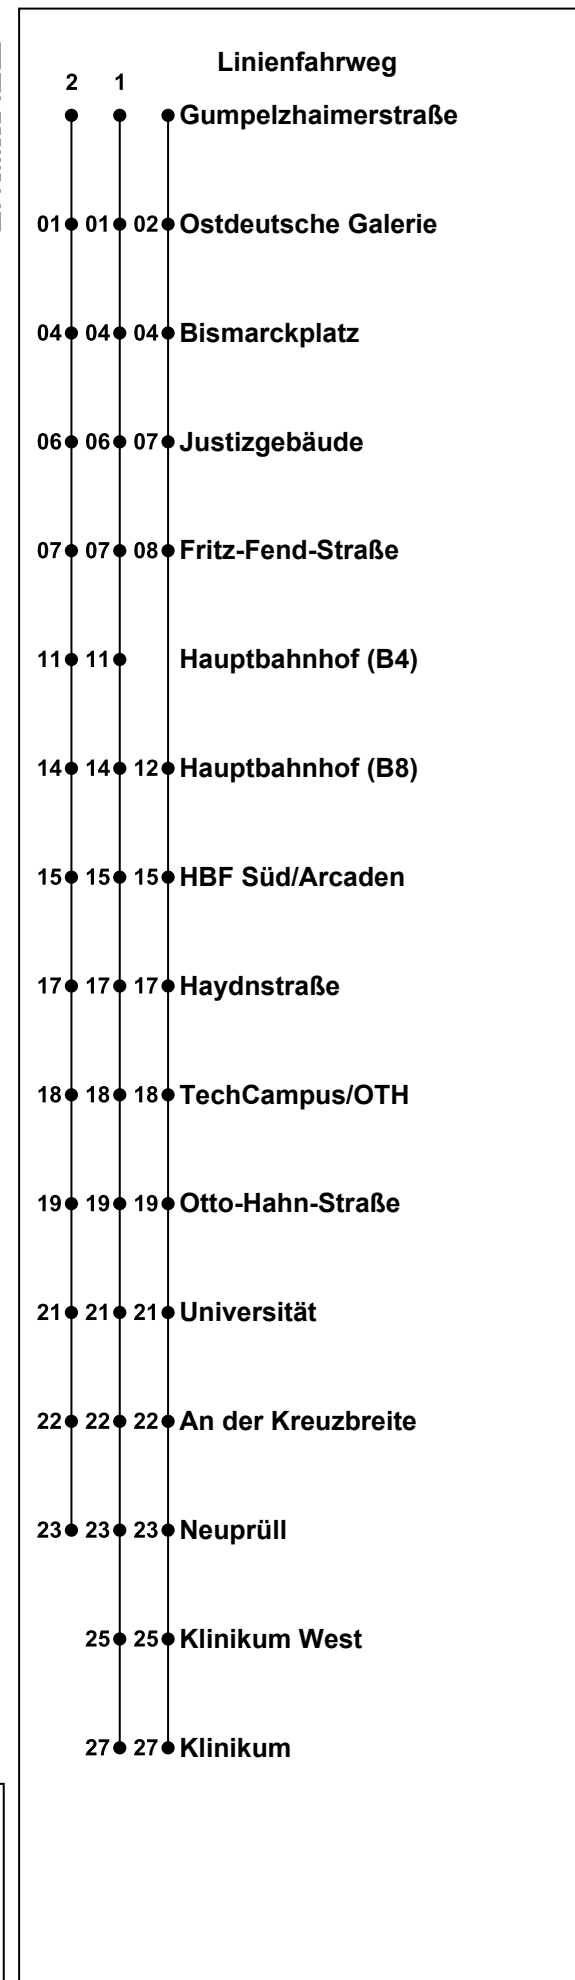 Linienfahrweg
2 1
Gumpelzhaimerstraße
01 01 02 Ostdeutsche Galerie
04 04 04 Bismarckplatz
06 06 07 Justizgebäude
07 07 08 Fritz-Fend-Straße
11 11 Hauptbahnhof (B4)
14 14 12 Hauptbahnhof (B8)
15 15 15 HBF Süd/Arcaden
17 17 17 Haydnstraße
18 18 18 TechCampus/OTH
19 19 19 Otto-Hahn-Straße
21 21 21 Universität
22 22 22 An der Kreuzbreite
23 23 23 Neuprüll
25 25 Klinikum West
27 27 Klinikum